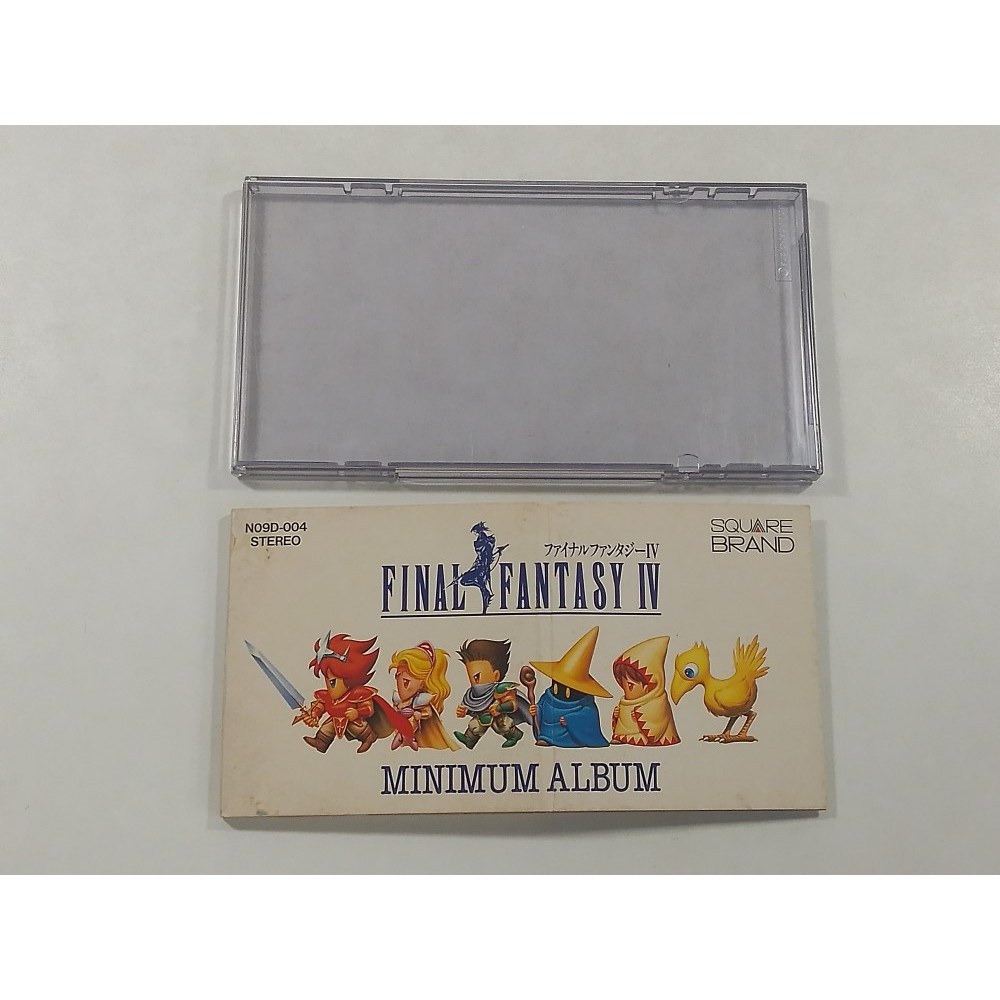 N09D-004
STEREO
SQUARE
BRAND
ファイナルファンタジーIV
FINAL FANTASY IV
MINIMUM ALBUM